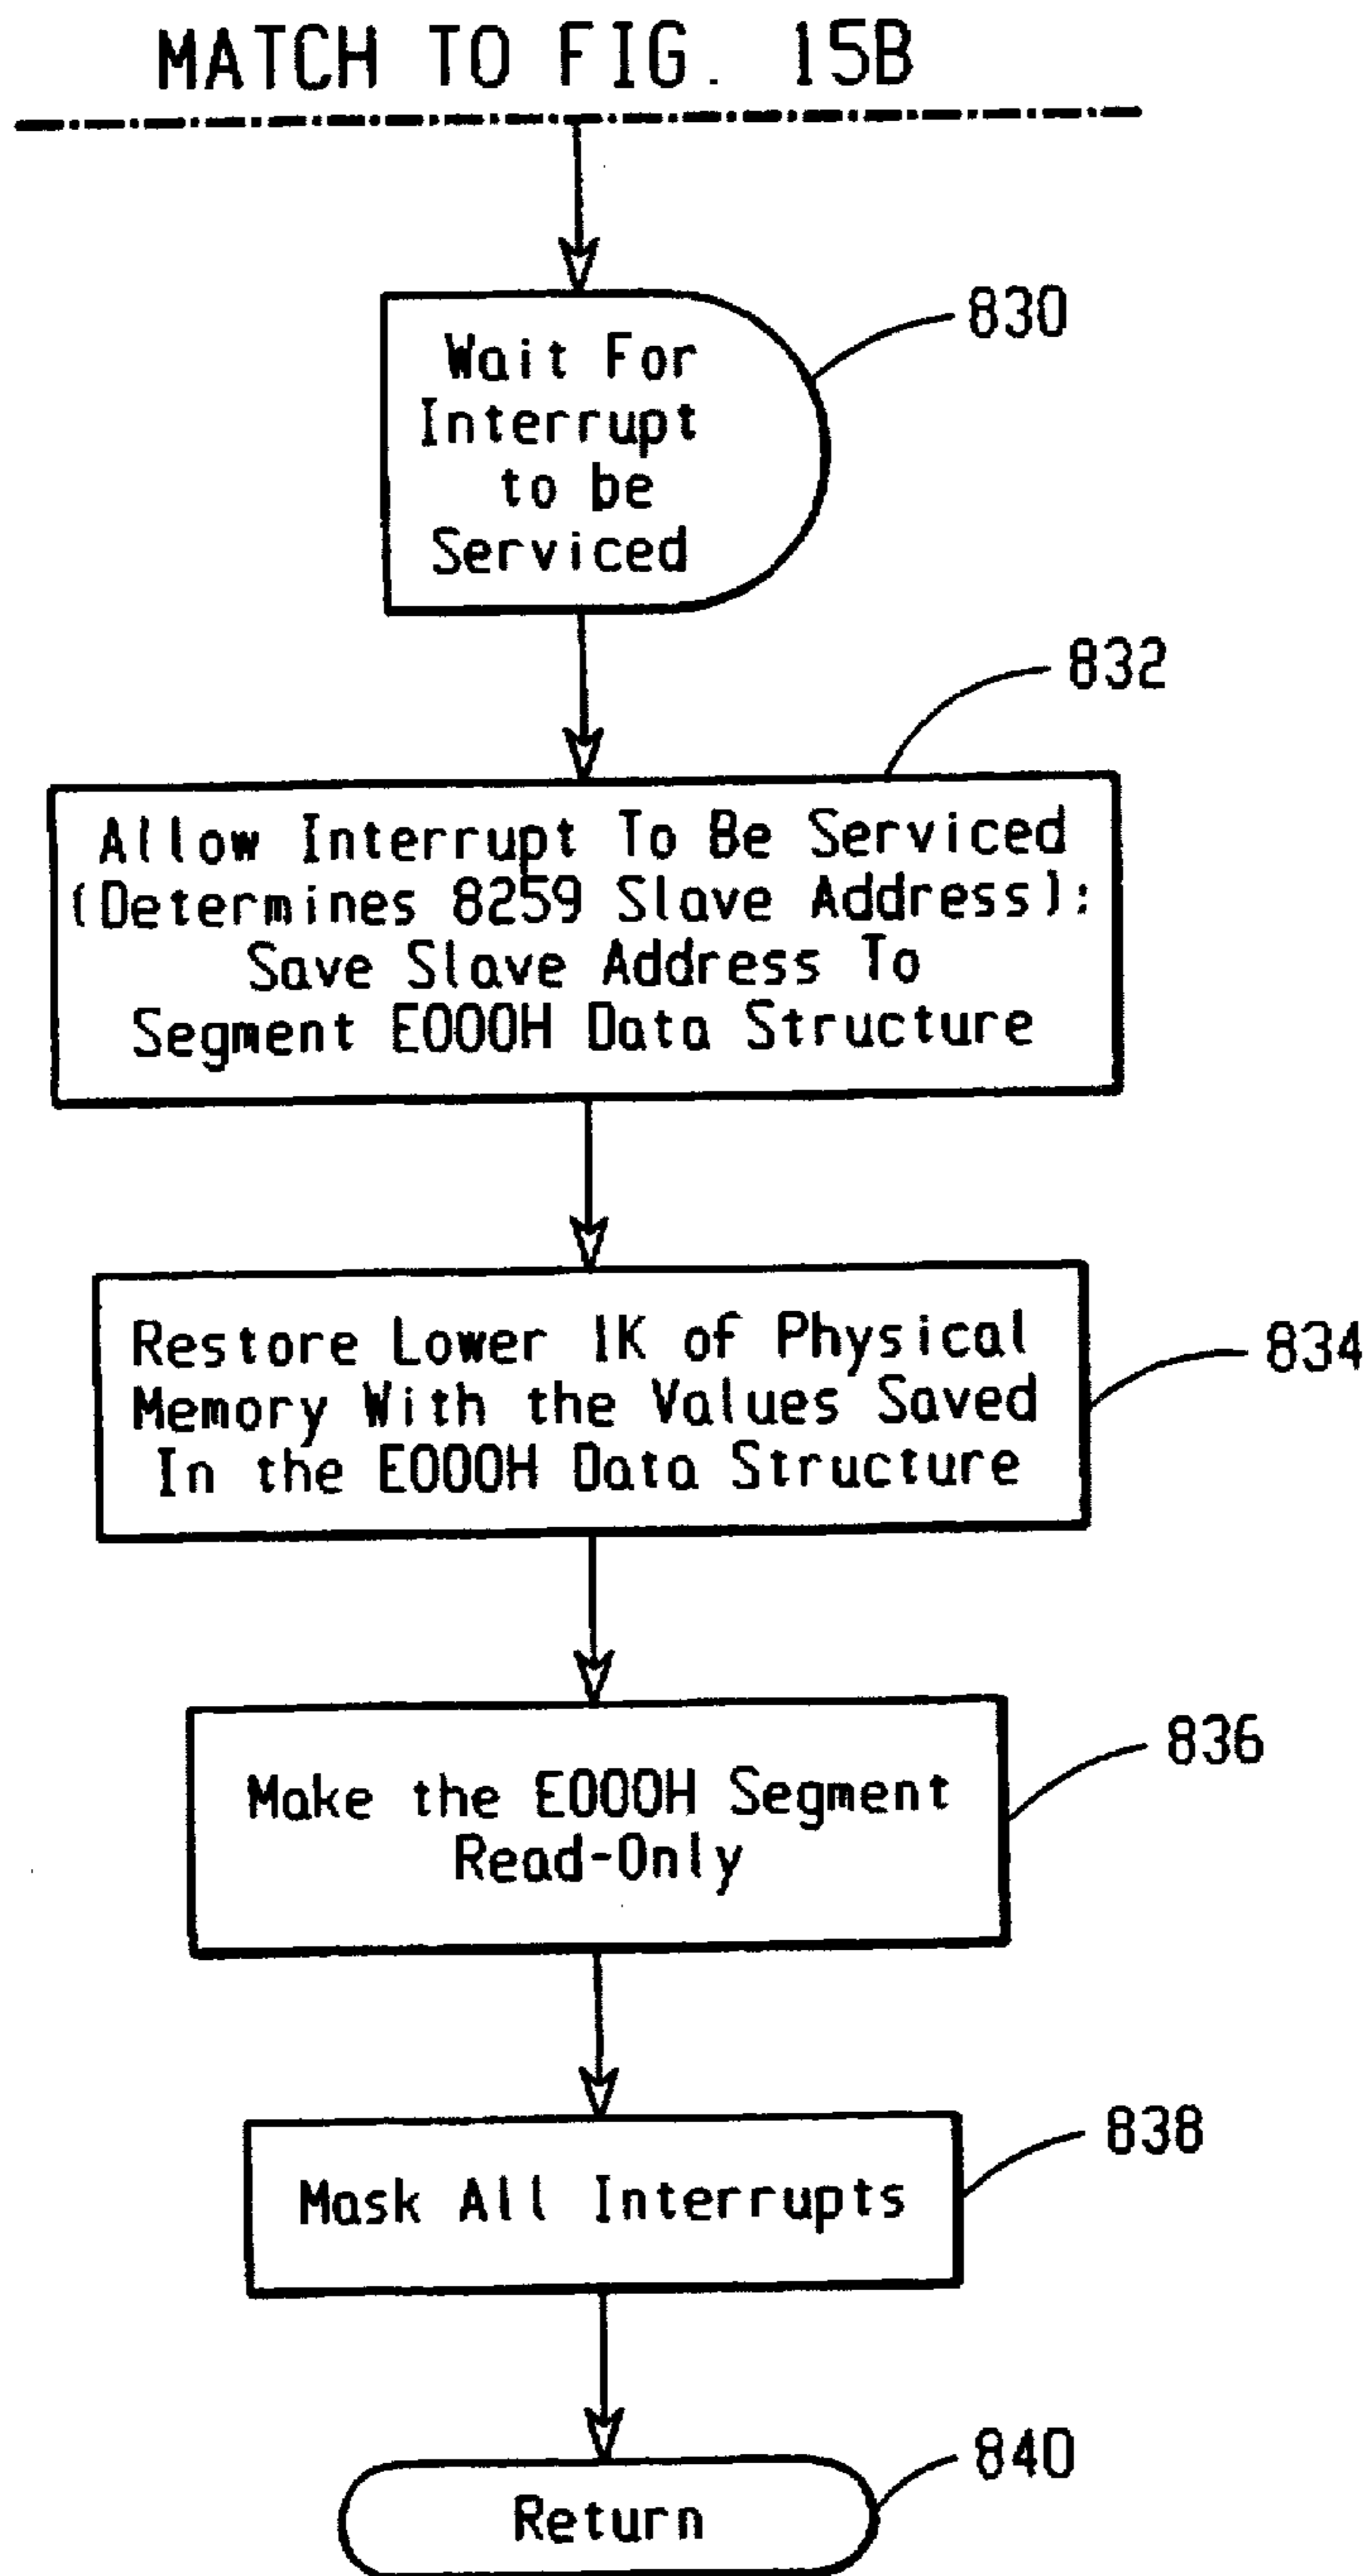 MATCH TO FIG. 15B
830
Wait For
Interrupt
to be
Serviced
832
Allow Interrupt To Be Serviced
(Determines 8259 Slave Address);
Save Slave Address To
Segment E000H Data Structure
834
Restore Lower 1K of Physical
Memory With the Values Saved
In the E000H Data Structure
836
Make the E000H Segment
Read-Only
838
Mask All Interrupts
840
Return